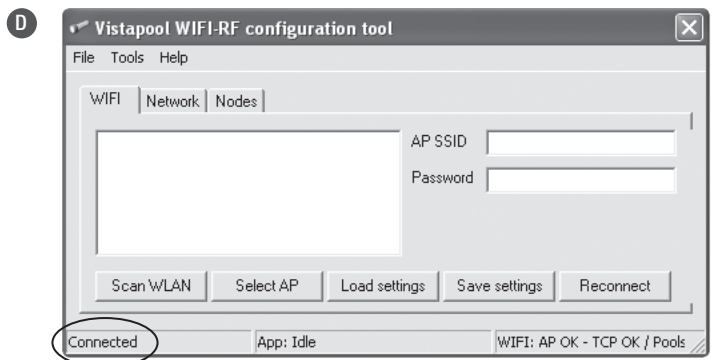 D
Vistapool WIFI-RF configuration tool
File Tools Help
WIFI Network Nodes
AP SSID
Password
Scan WLAN Select AP Load settings Save settings Reconnect
Connected App: Idle WIFI: AP OK - TCP OK / Pools